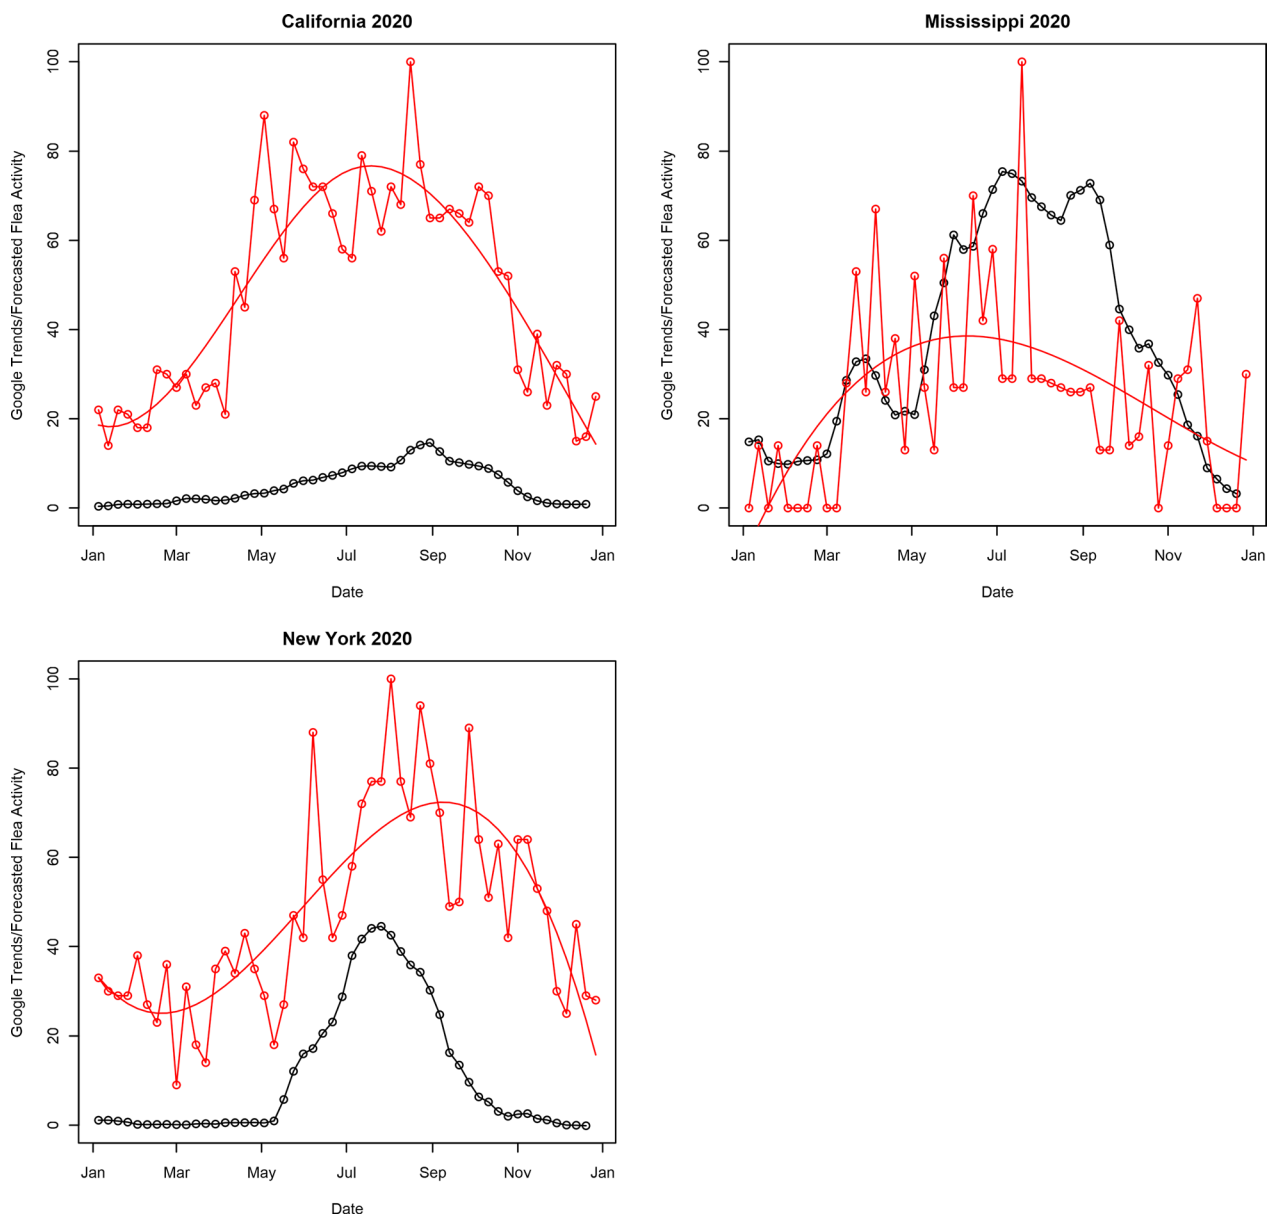 California 2020
Google Trends/Forecasted Flea Activity
100
80
60
40
20
0
Jan Mar May Jul Sep Nov Jan
Date
Mississippi 2020
Google Trends/Forecasted Flea Activity
100
80
60
40
20
0
Jan Mar May Jul Sep Nov Jan
Date
New York 2020
Google Trends/Forecasted Flea Activity
100
80
60
40
20
0
Jan Mar May Jul Sep Nov Jan
Date